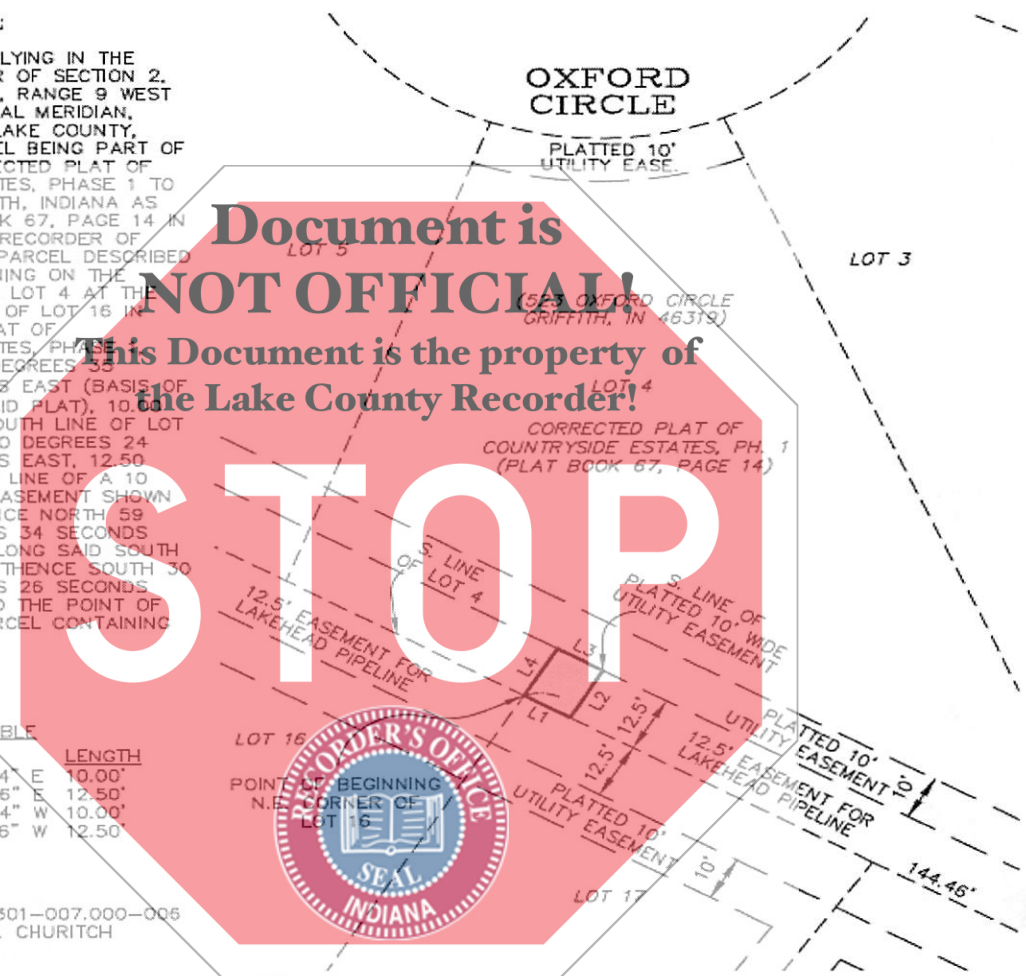 LYING IN THE
R OF SECTION 2,
, RANGE 9 WEST
AL MERIDIAN,
LAKE COUNTY,
EL BEING PART OF
ECTED PLAT OF
TES, PHASE 1 TO
TH, INDIANA AS
K 67, PAGE 14 IN
RECORDER OF
PARCEL DESCRIBED
NING ON THE
LOT 4 AT THE
OF LOT 16 IN
AT OF
TES, PHASE
DEGREES 35
S EAST (BASIS OF
ID PLAT), 10.00
OUTH LINE OF LOT
0 DEGREES 24
S EAST, 12.50
LINE OF A 10
EASEMENT SHOWN
CE NORTH 59
S 34 SECONDS
LONG SAID SOUTH
THENCE SOUTH 30
S 26 SECONDS
O THE POINT OF
RCEL CONTAINING
BLE
LENGTH
4" E 10.00'
6" E 12.50'
4" W 10.00'
6" W 12.50'
301-007.000-006
CHURITCH
OXFORD
CIRCLE
PLATTED 10'
UTILITY EASE.
LOT 5
LOT 3
(523 OXFORD CIRCLE
GRIFFITH, IN 46319)
LOT 4
CORRECTED PLAT OF
COUNTRYSIDE ESTATES, PH. 1
(PLAT BOOK 67, PAGE 14)
Document is
NOT OFFICIAL!
This Document is the property of
the Lake County Recorder!
STOP
S. LINE
OF LOT 4
S. LINE OF
PLATTED 10' WIDE
UTILITY EASEMENT
12.5' EASEMENT FOR
LAKEHEAD PIPELINE
L3
L4
L2
L1
12.5'
12.5'
PLATTED 10'
UTILITY EASEMENT
10'
12.5' EASEMENT FOR
LAKEHEAD PIPELINE
LOT 16
POINT OF BEGINNING
N.E. CORNER OF
LOT 16
PLATTED 10'
UTILITY EASEMENT
10'
144.46'
LOT 17
RECORDER'S OFFICE
SEAL
INDIANA